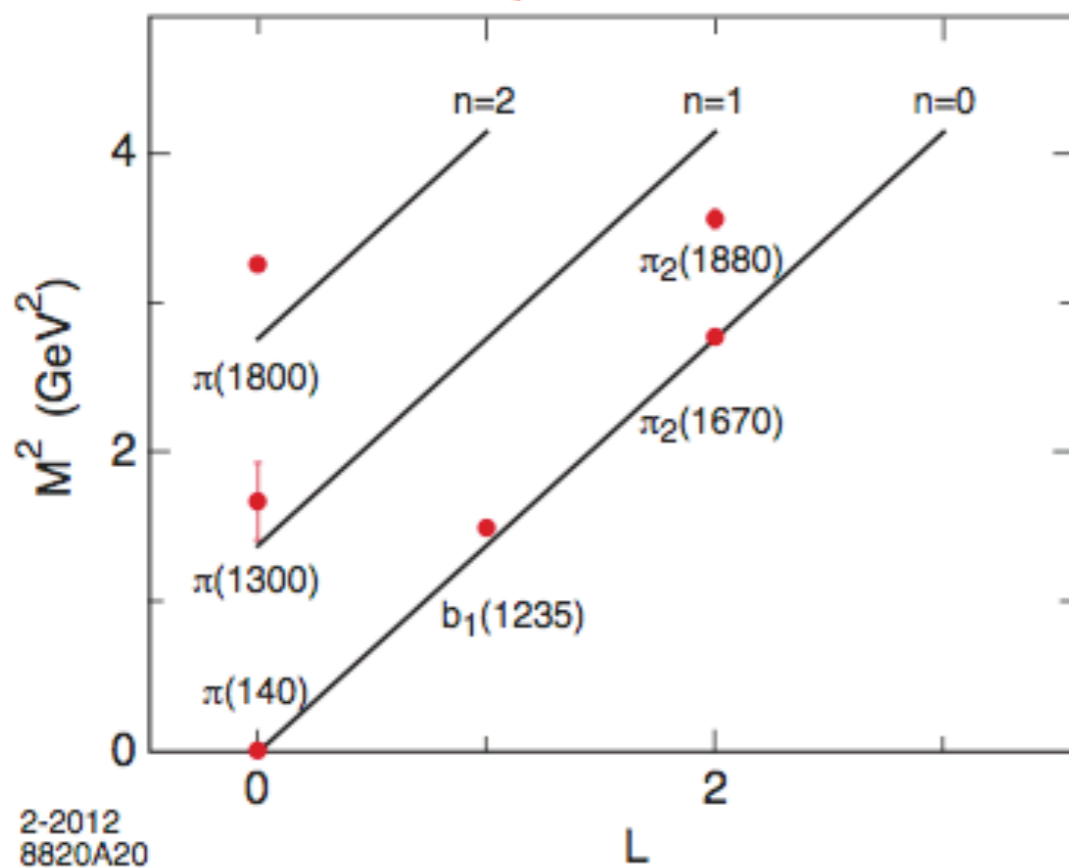 n=2 n=1 n=0
4
π₂(1880)
M² (GeV²)
π(1800)
2
π₂(1670)
π(1300)
b₁(1235)
π(140)
0
0 2
2-2012
8820A20
L